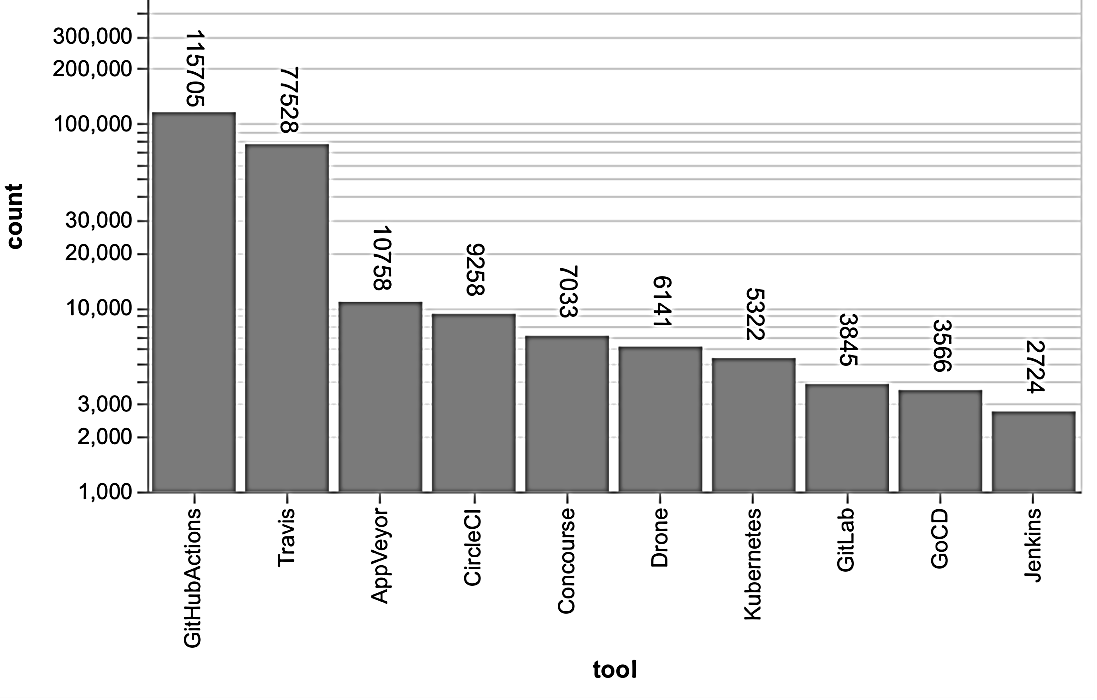 300,000
200,000
100,000
30,000
20,000
10,000
3,000
2,000
1,000
count
115705
77528
10758
9258
7033
6141
5322
3845
3566
2724
GitHubActions
Travis
AppVeyor
CircleCI
Concourse
Drone
Kubernetes
GitLab
GoCD
Jenkins
tool